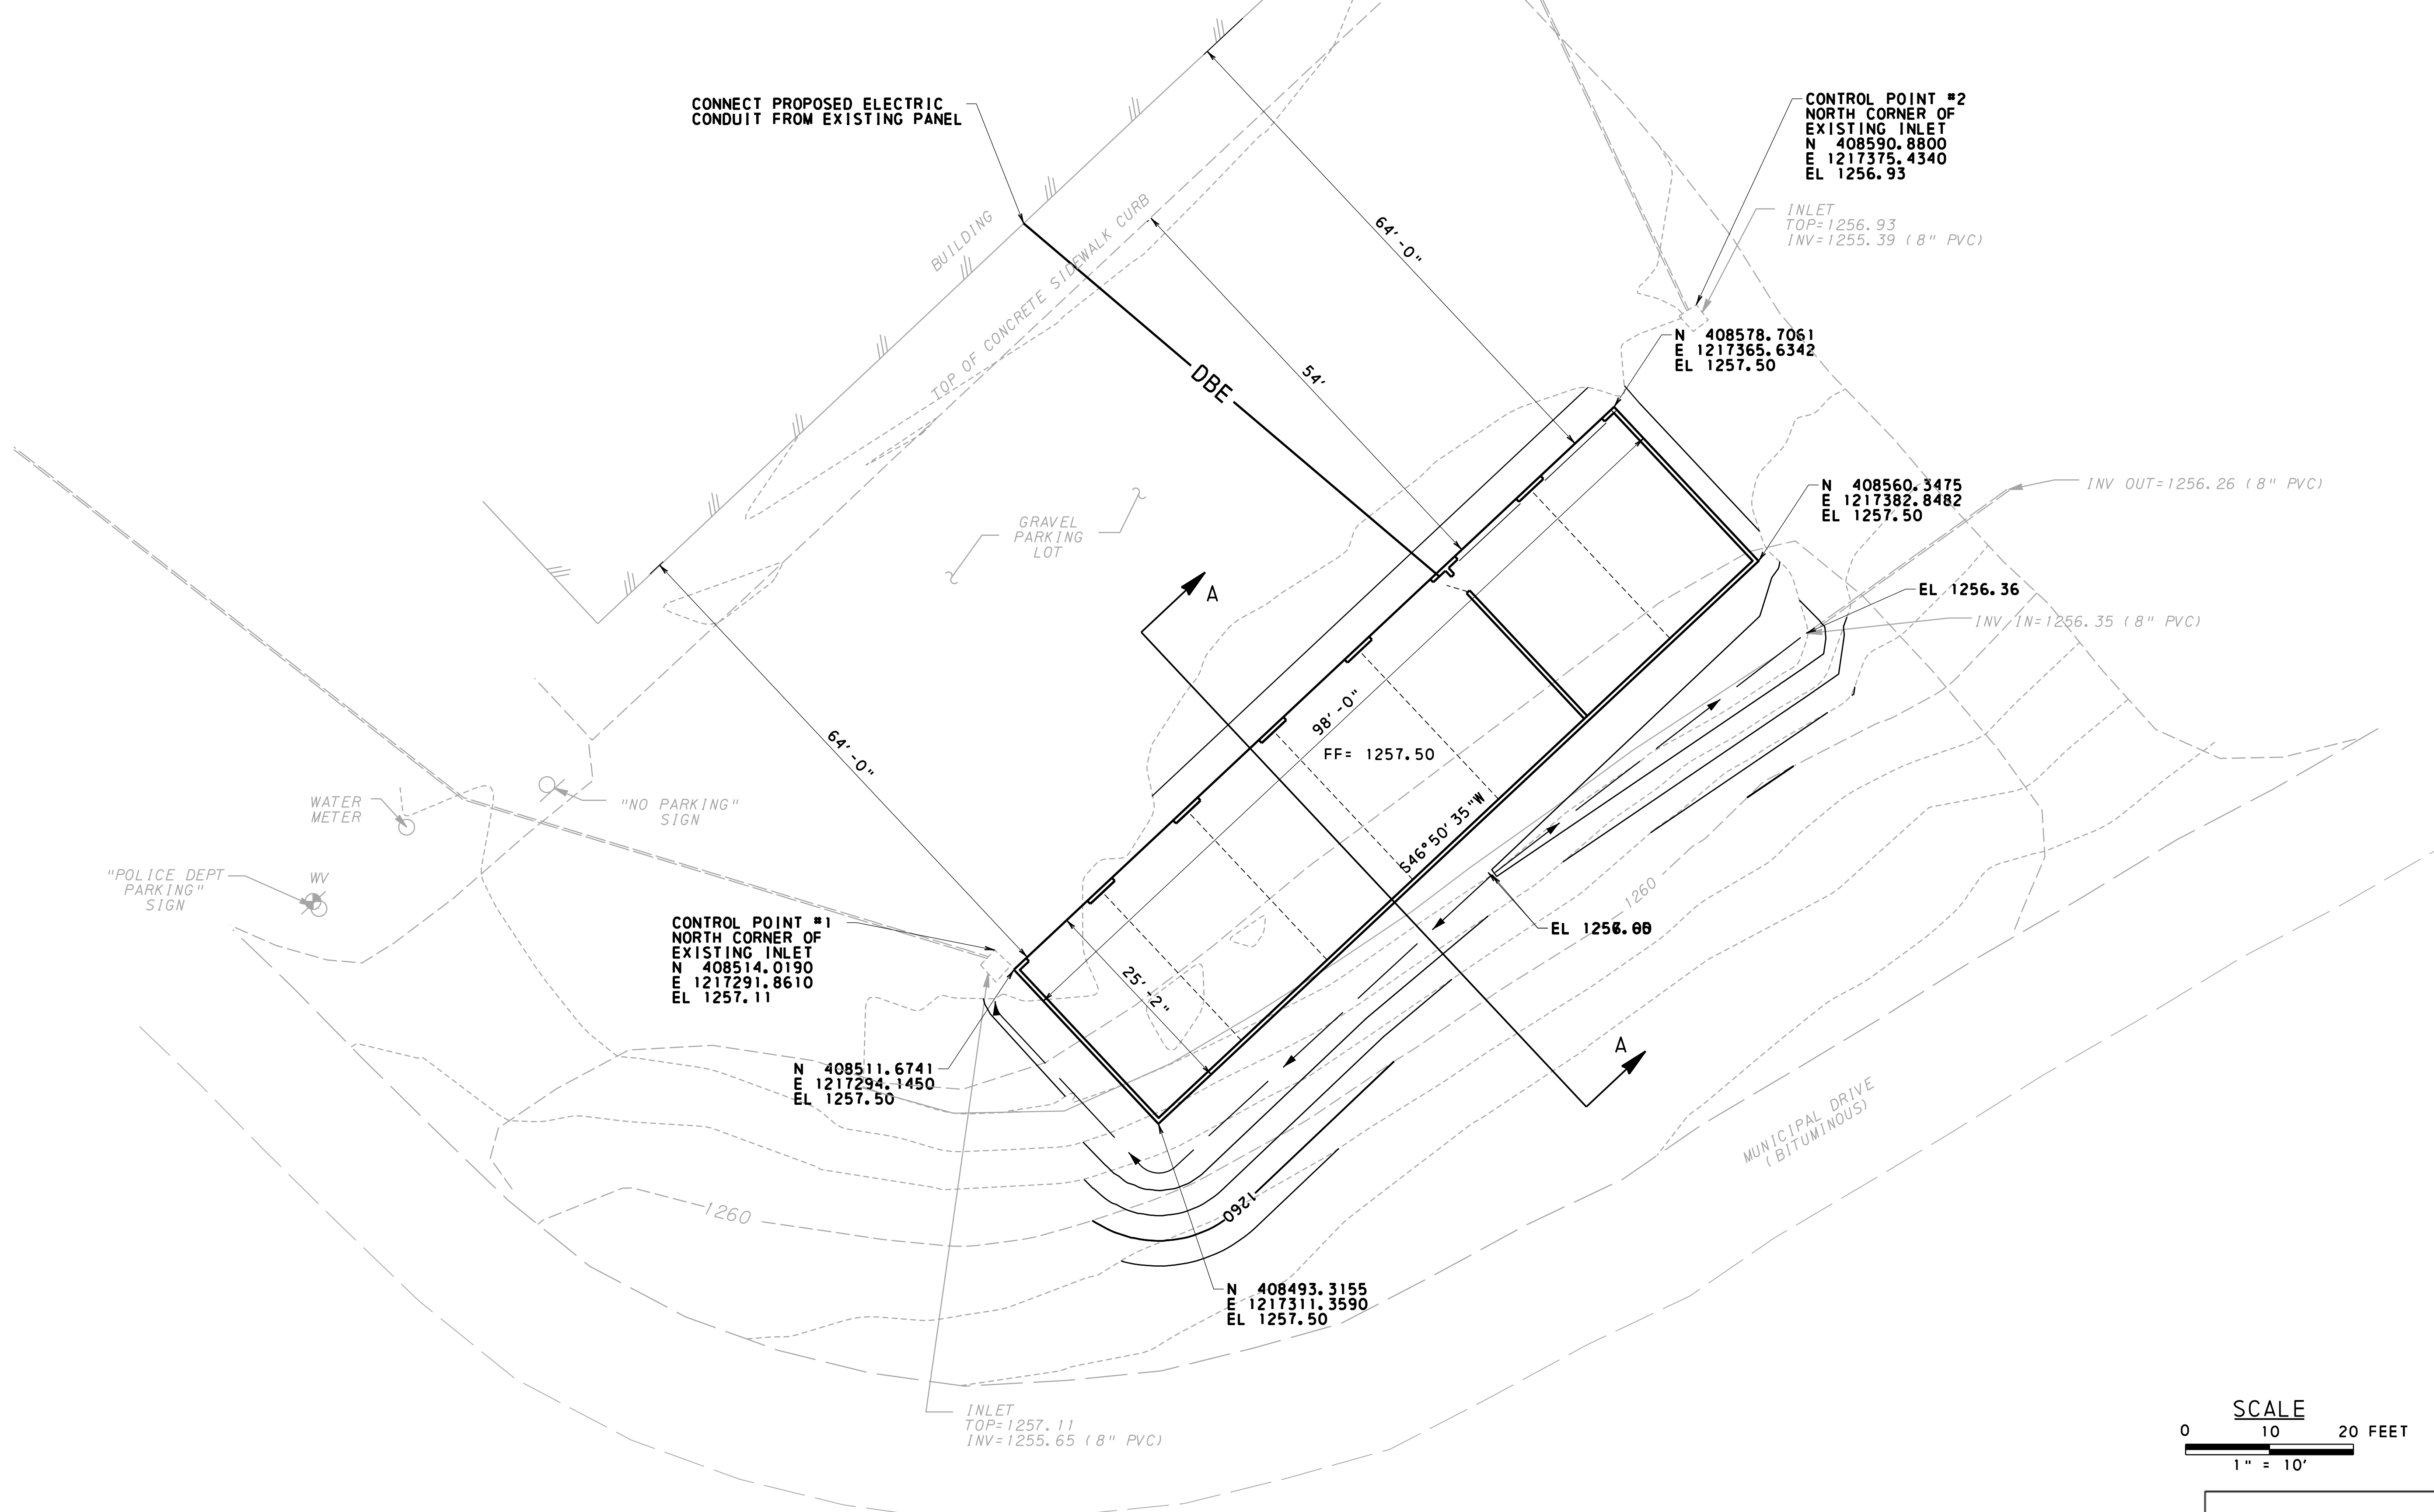 CONNECT PROPOSED ELECTRIC
CONDUIT FROM EXISTING PANEL
CONTROL POINT #2
NORTH CORNER OF
EXISTING INLET
N 408590.8800
E 1217375.4340
EL 1256.93
INLET
TOP=1256.93
INV=1255.39 (8" PVC)
BUILDING
TOP OF CONCRETE SIDEWALK CURB
64'-0"
54'
DBE
N 408578.7061
E 1217365.6342
EL 1257.50
N 408560.3475
E 1217382.8482
EL 1257.50
INV OUT=1256.26 (8" PVC)
GRAVEL
PARKING
LOT
A
EL 1256.36
INV IN=1256.35 (8" PVC)
98'-0"
FF= 1257.50
64'-0"
S46°50'35"W
WATER
METER
"NO PARKING"
SIGN
"POLICE DEPT
PARKING"
SIGN
WV
1260
CONTROL POINT #1
NORTH CORNER OF
EXISTING INLET
N 408514.0190
E 1217291.8610
EL 1257.11
EL
25'-2"
A
N 408511.6741
E 1217294.1450
EL 1257.50
MUNICIPAL DRIVE
(BITUMINOUS)
1260
1260
N 408493.3155
E 1217311.3590
EL 1257.50
INLET
TOP=1257.11
INV=1255.65 (8" PVC)
SCALE
0 10 20 FEET
1" = 10'